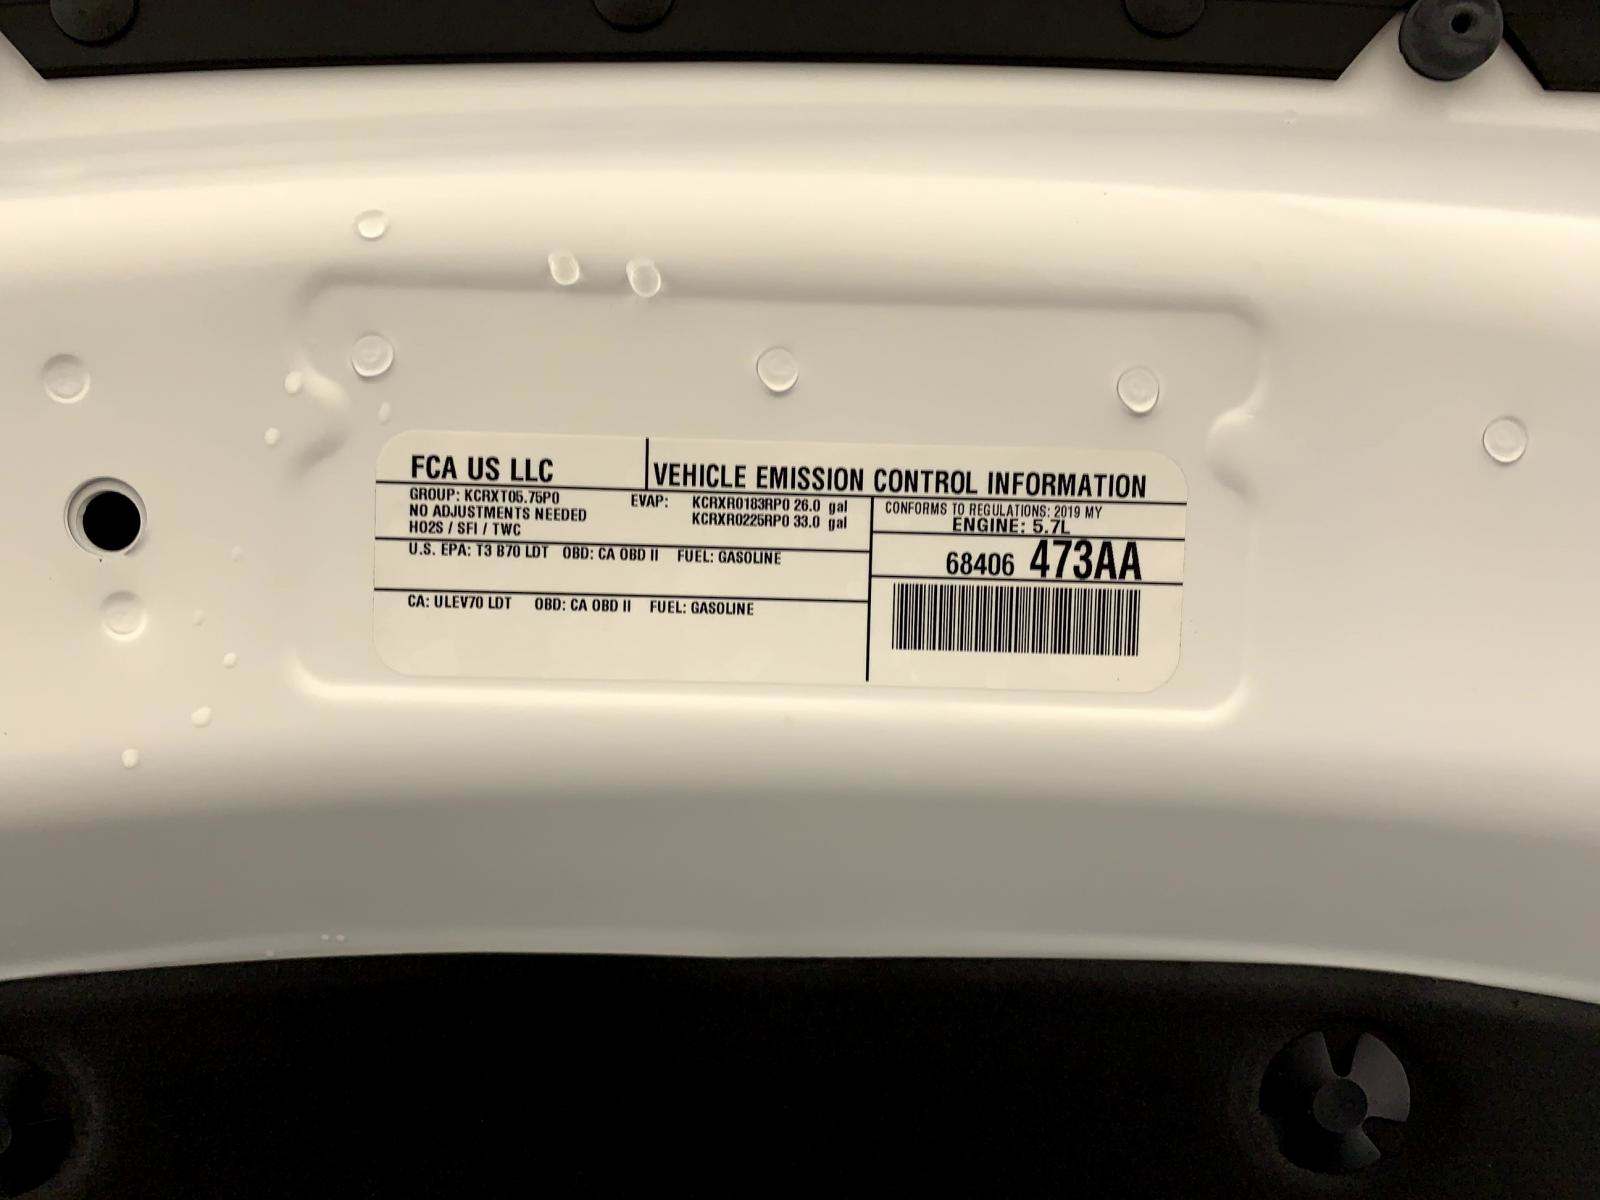 FCA US LLC
VEHICLE EMISSION CONTROL INFORMATION
GROUP: KCRXT05.75P0
NO ADJUSTMENTS NEEDED
HO2S / SFI / TWC
EVAP: KCRXR0183RP0 26.0 gal
KCRXR0225RP0 33.0 gal
CONFORMS TO REGULATIONS: 2019 MY
ENGINE: 5.7L
U.S. EPA: T3 B70 LDT OBD: CA OBD II FUEL: GASOLINE
68406 473AA
CA: ULEV70 LDT OBD: CA OBD II FUEL: GASOLINE